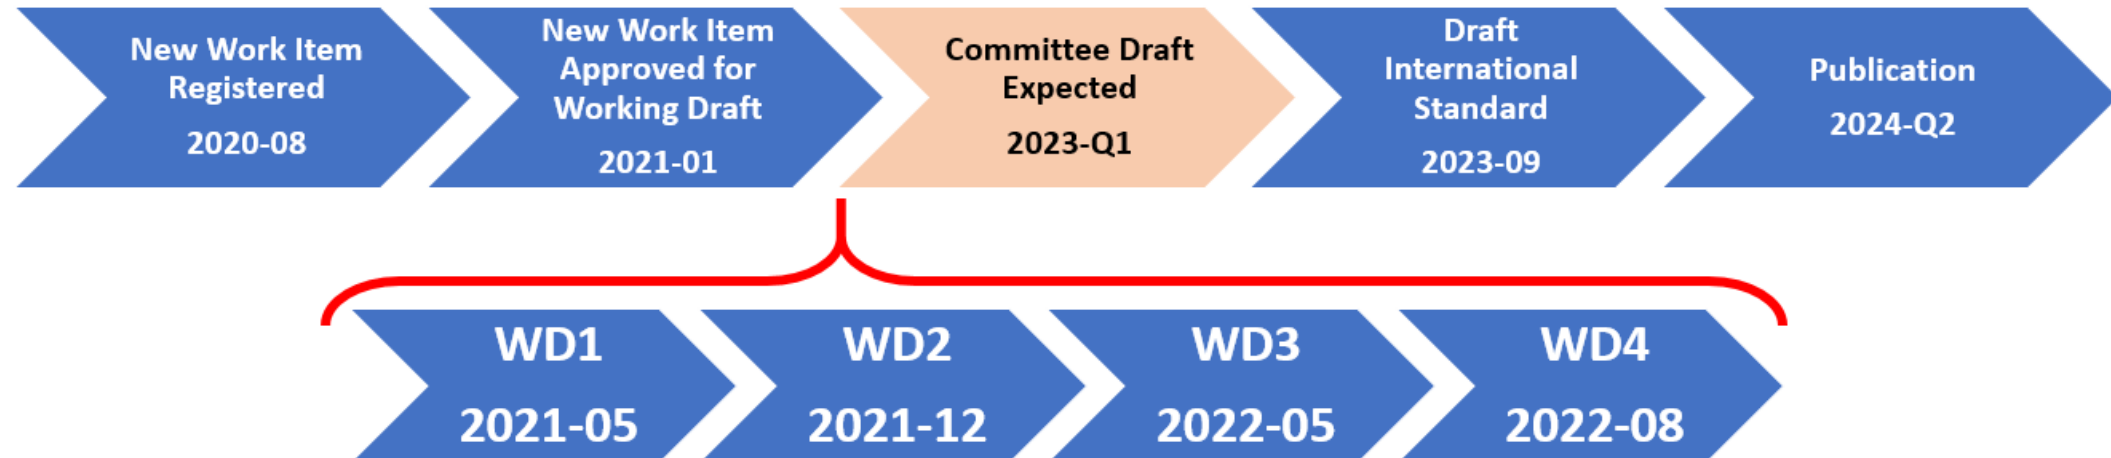 New Work Item
Registered
2020-08
New Work Item
Approved for
Working Draft
2021-01
Committee Draft
Expected
2023-Q1
Draft
International
Standard
2023-09
Publication
2024-Q2
WD1
2021-05
WD2
2021-12
WD3
2022-05
WD4
2022-08